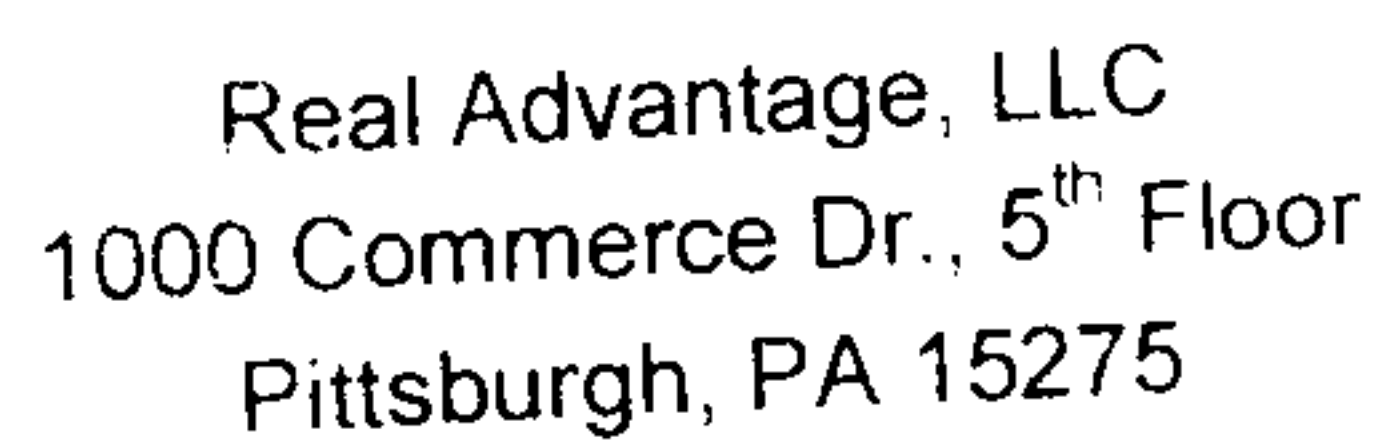 Real Advantage, LLC
1000 Commerce Dr., 5th Floor
Pittsburgh, PA 15275